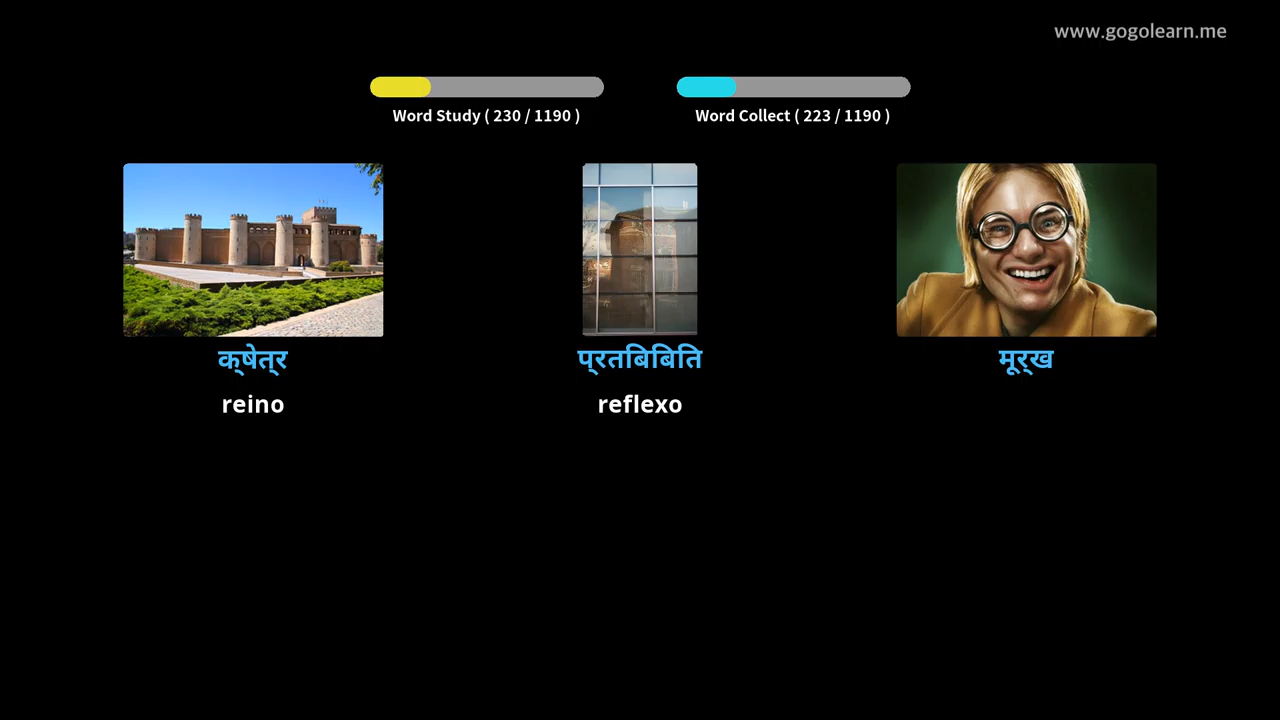 www.gogolearn.me
Word Study ( 230 / 1190 ) Word Collect ( 223 / 1190 )
क्षेत्र प्रतबिबिति मूर्ख
reino reflexo